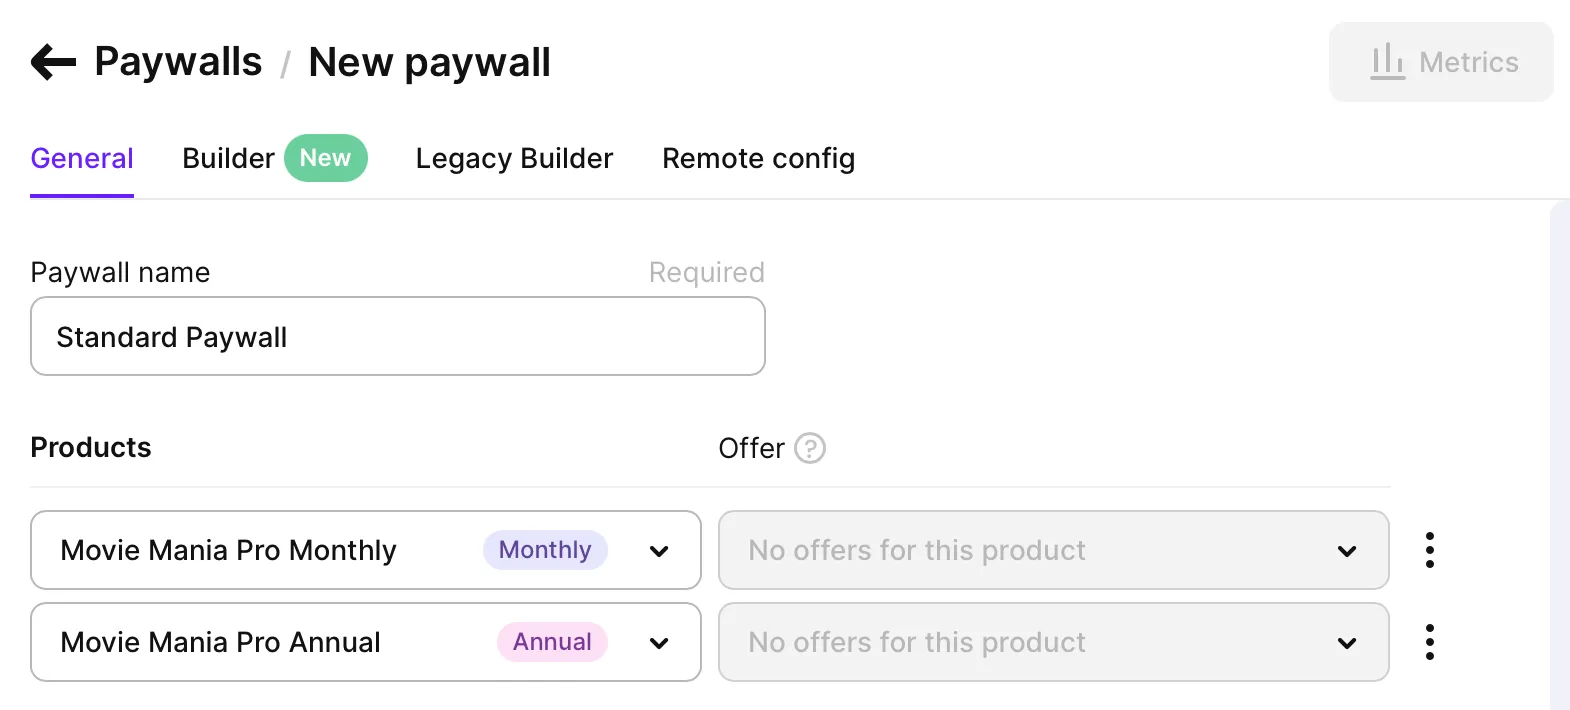 Paywalls / New paywall
Metrics
General Builder New Legacy Builder Remote config
Paywall name Required
Standard Paywall
Products Offer ?
Movie Mania Pro Monthly Monthly No offers for this product
Movie Mania Pro Annual Annual No offers for this product